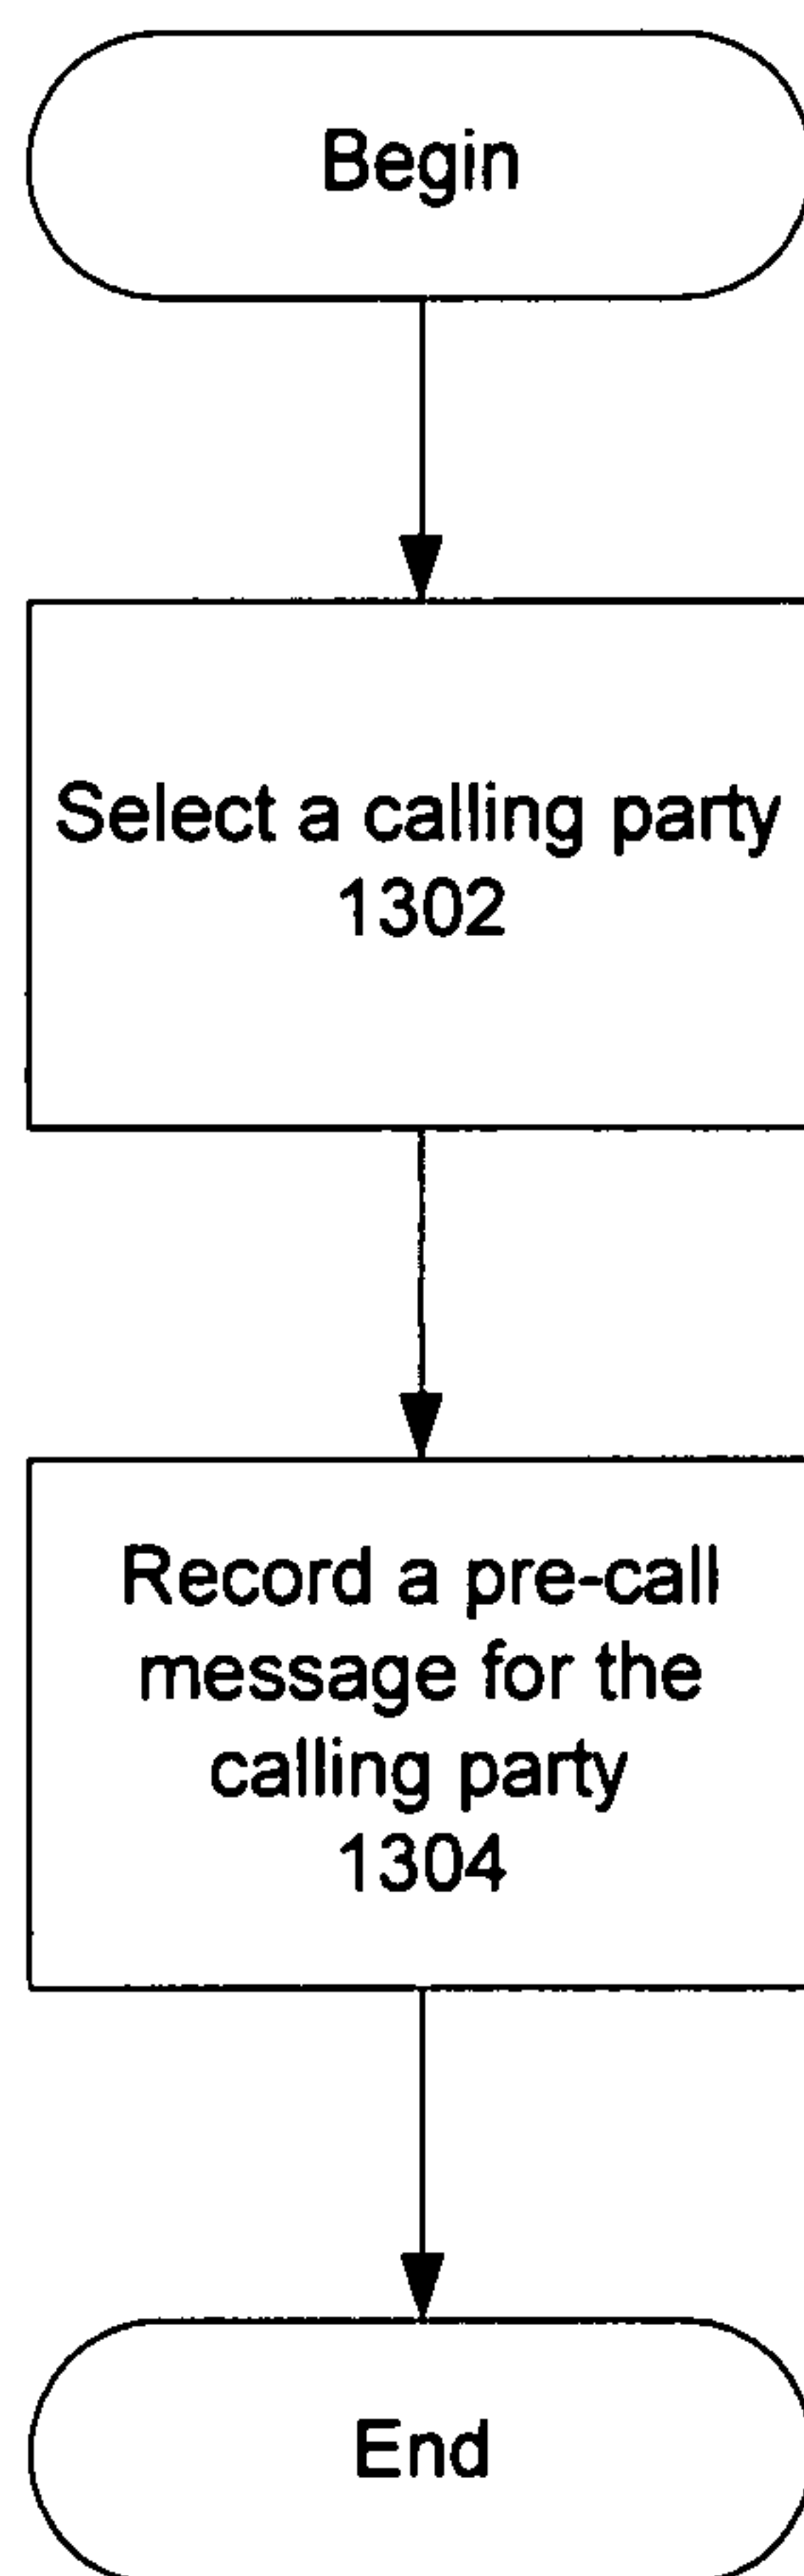 Begin
Select a calling party
1302
Record a pre-call
message for the
calling party
1304
End